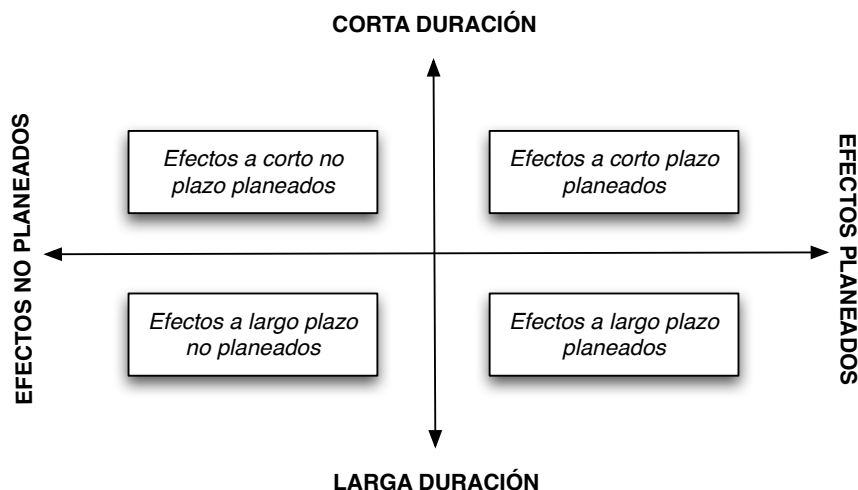 CORTA DURACIÓN
EFECTOS NO PLANEADOS
Efectos a corto no
plazo planeados
Efectos a corto plazo
planeados
EFECTOS PLANEADOS
Efectos a largo plazo
no planeados
Efectos a largo plazo
planeados
LARGA DURACIÓN